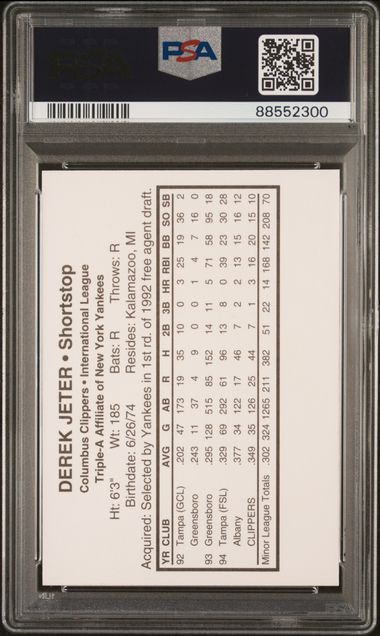 PSA
88552300
DEREK JETER • Shortstop
Columbus Clippers • International League
Triple-A Affiliate of New York Yankees
Ht: 6'3" Wt: 185 Bats: R Throws: R
Birthdate: 6/26/74 Resides: Kalamazoo, MI
Acquired: Selected by Yankees in 1st rd. of 1992 free agent draft.
YR CLUB AVG G AB R H 2B 3B HR RBI BB SO SB
92 Tampa (GCL) .202 47 173 19 35 10 0 3 25 19 36 2
Greensboro .243 11 37 4 9 0 0 1 4 7 16 0
93 Greensboro .295 128 515 85 152 14 11 5 71 58 95 18
94 Tampa (FSL) .329 69 292 61 96 13 8 0 39 23 30 28
Albany .377 34 122 17 46 7 2 2 13 15 16 12
CLIPPERS .349 35 126 25 44 7 1 3 16 20 15 10
Minor League Totals .302 324 1265 211 382 51 22 14 168 142 208 70